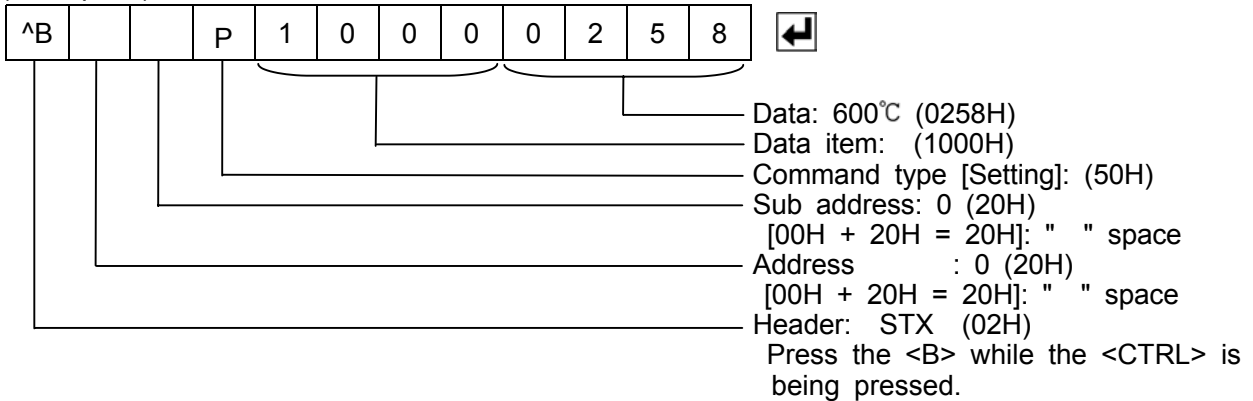 ^B P 1 0 0 0 0 2 5 8 ↵
Data: 600℃ (0258H)
Data item: (1000H)
Command type [Setting]: (50H)
Sub address: 0 (20H)
[00H + 20H = 20H]: " " space
Address : 0 (20H)
[00H + 20H = 20H]: " " space
Header: STX (02H)
Press the <B> while the <CTRL> is
being pressed.